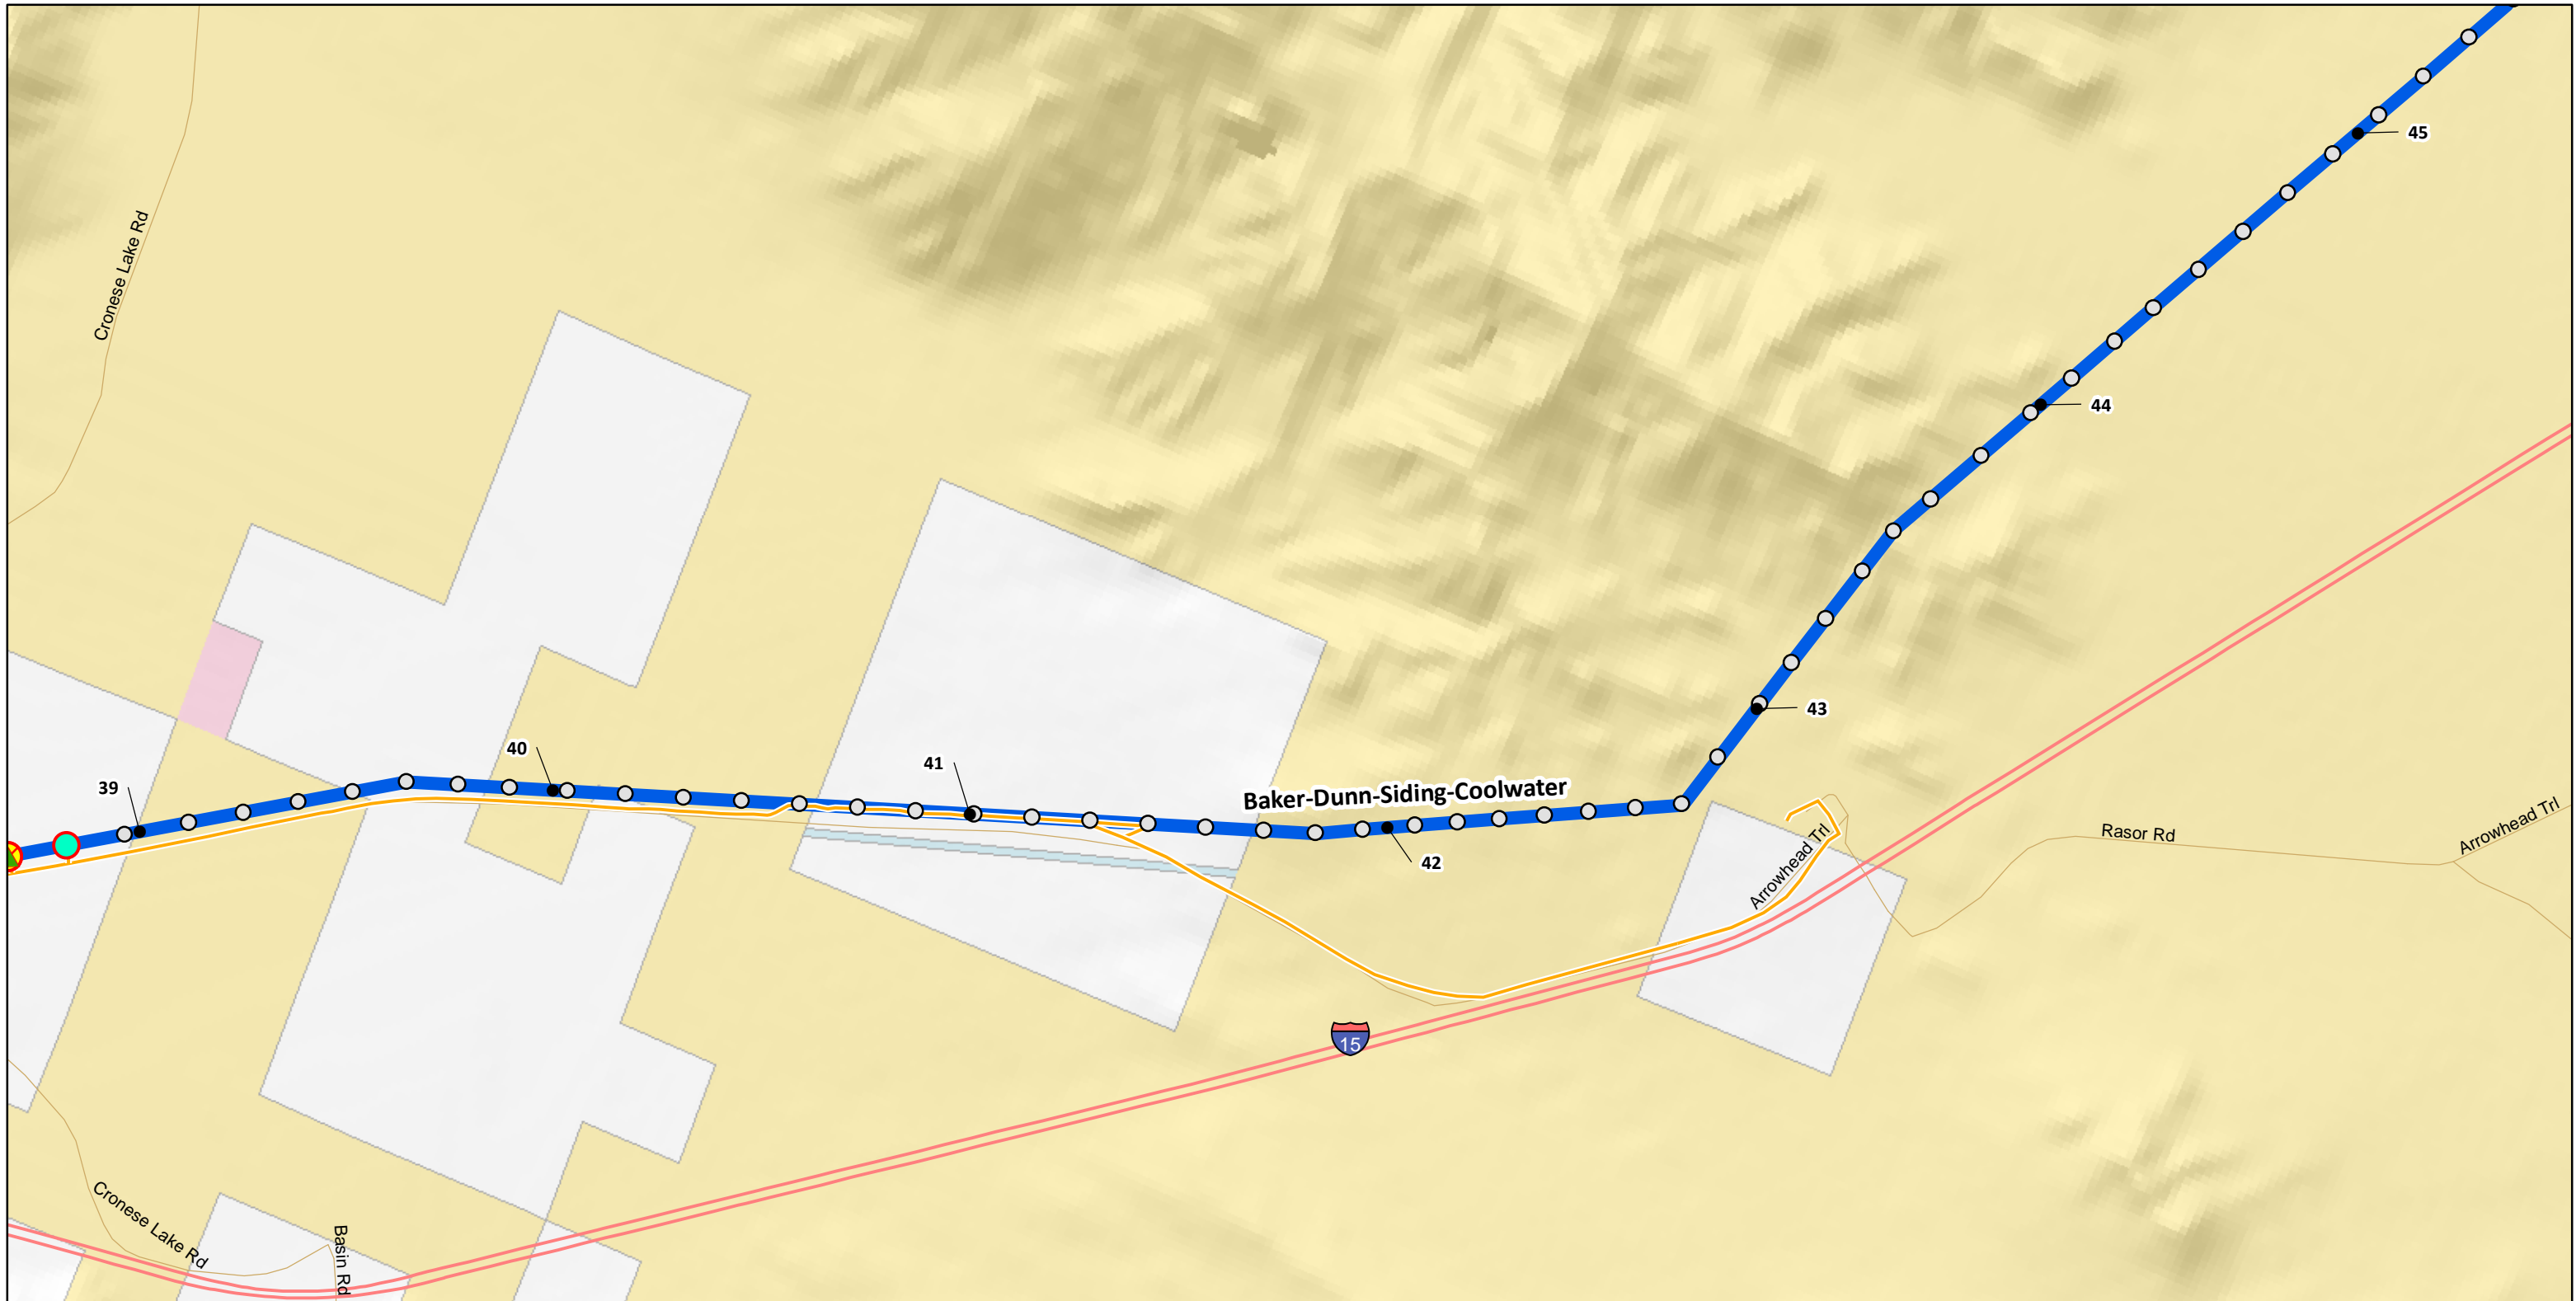 45
Cronese Lake Rd
44
43
40
41
39
Baker-Dunn-Siding-Coolwater
42
Rasor Rd
Arrowhead Trl
Arrowhead Trl
15
Cronese Lake Rd
Basin Rd